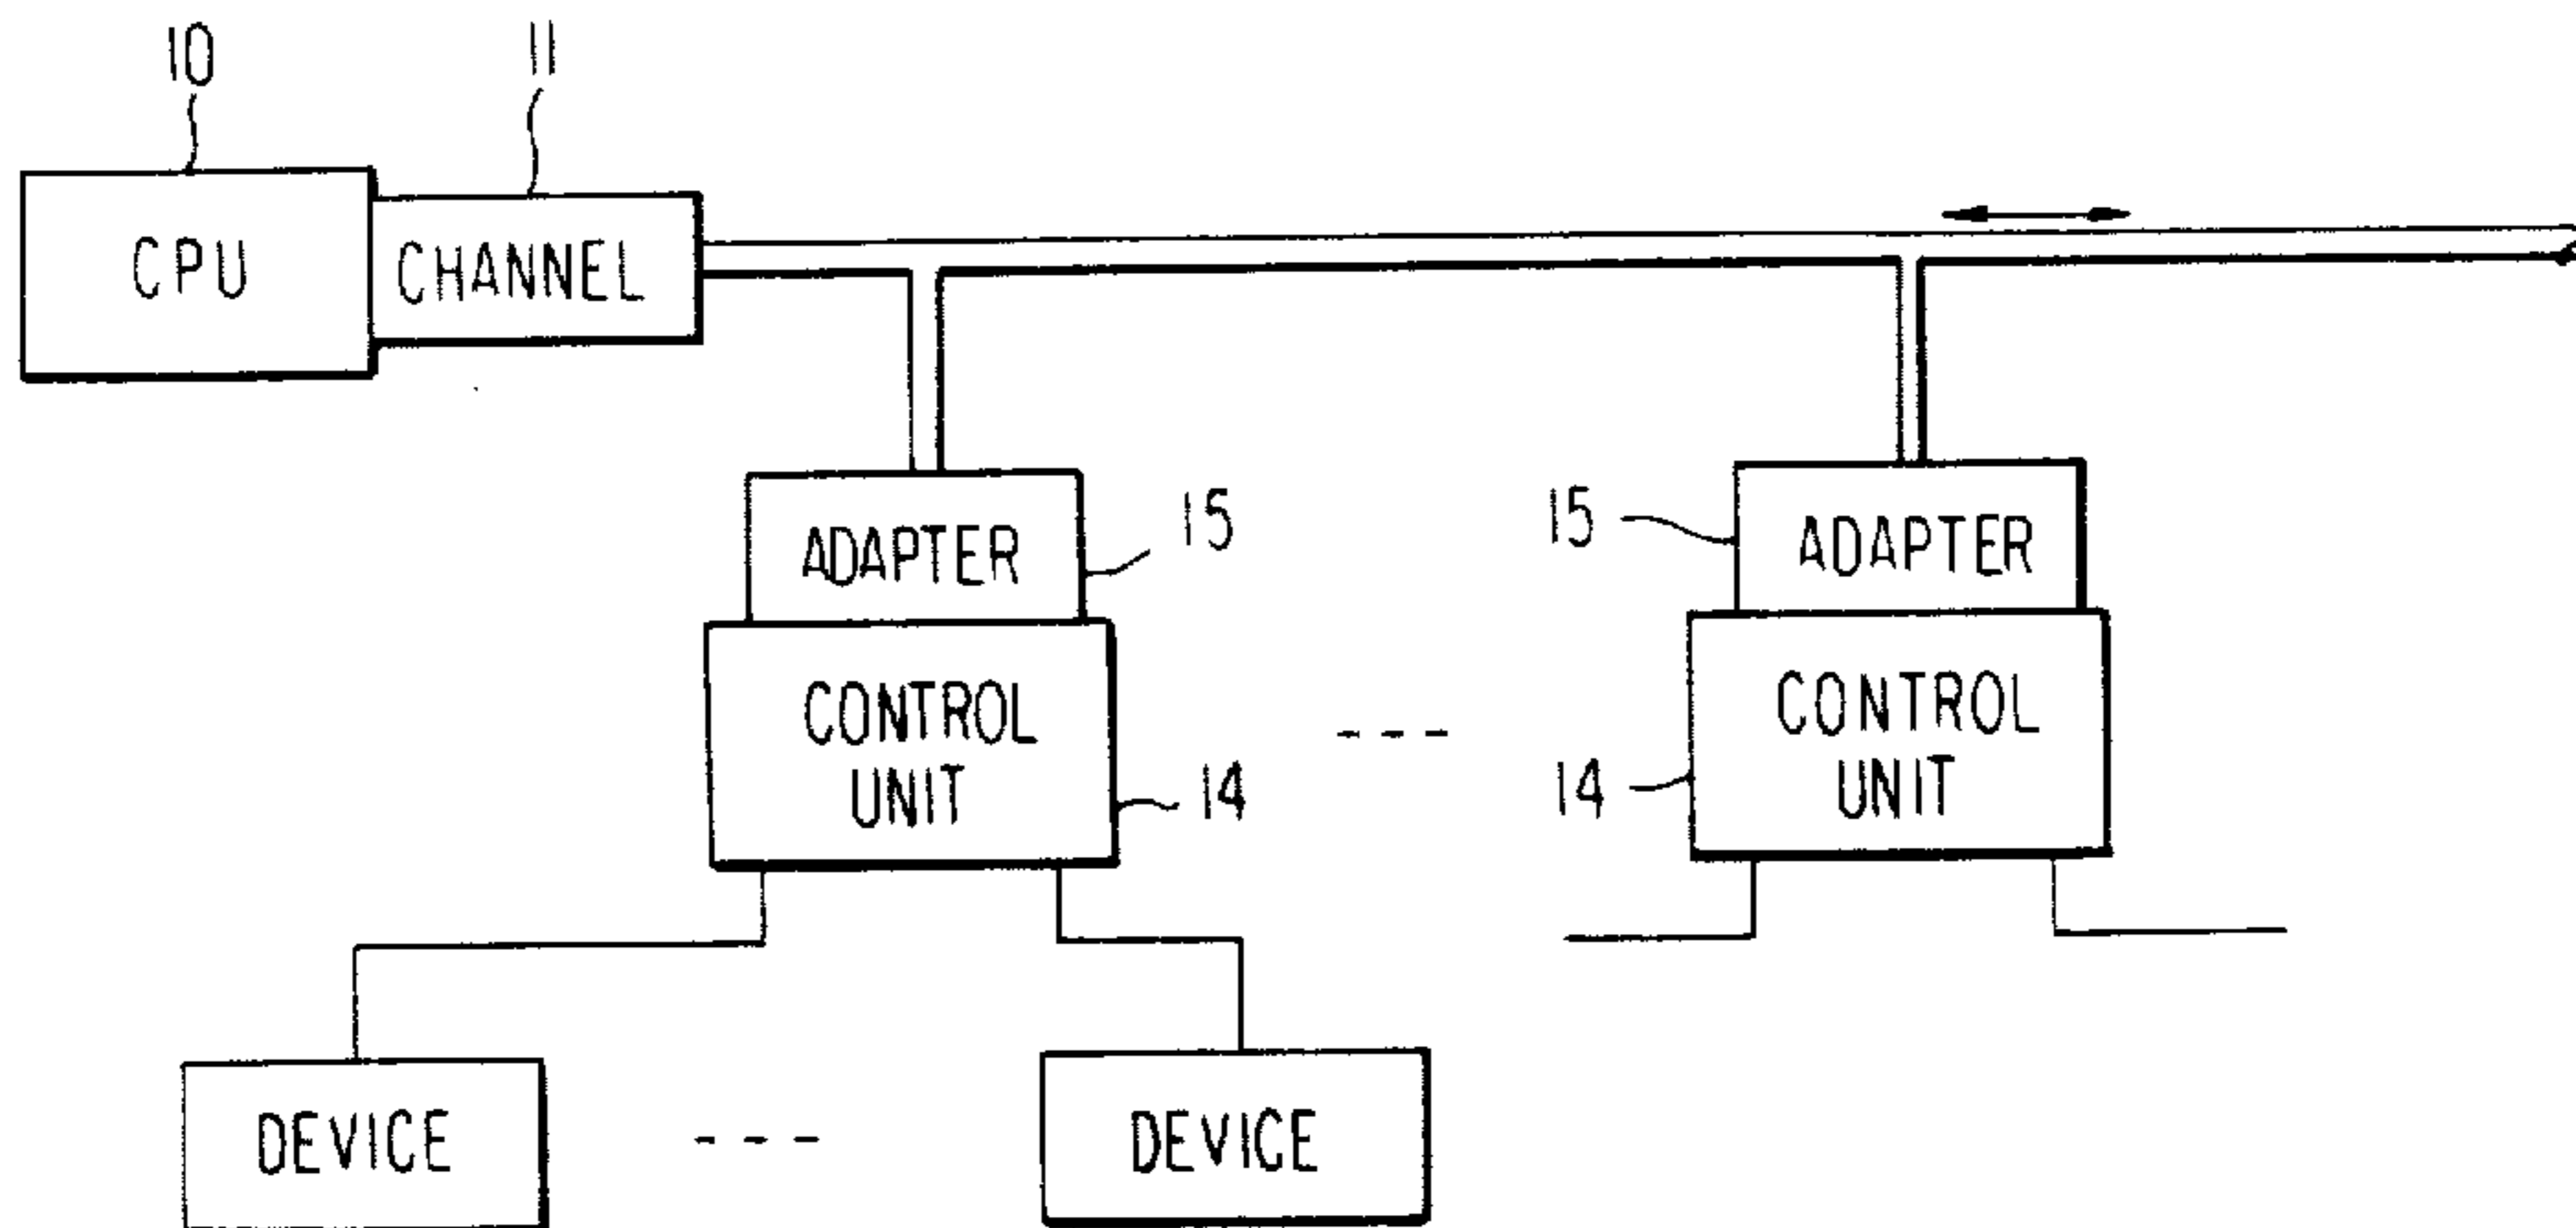 10
11
CPU
CHANNEL
ADAPTER
15
15
ADAPTER
CONTROL
UNIT
14
14
CONTROL
UNIT
DEVICE
DEVICE